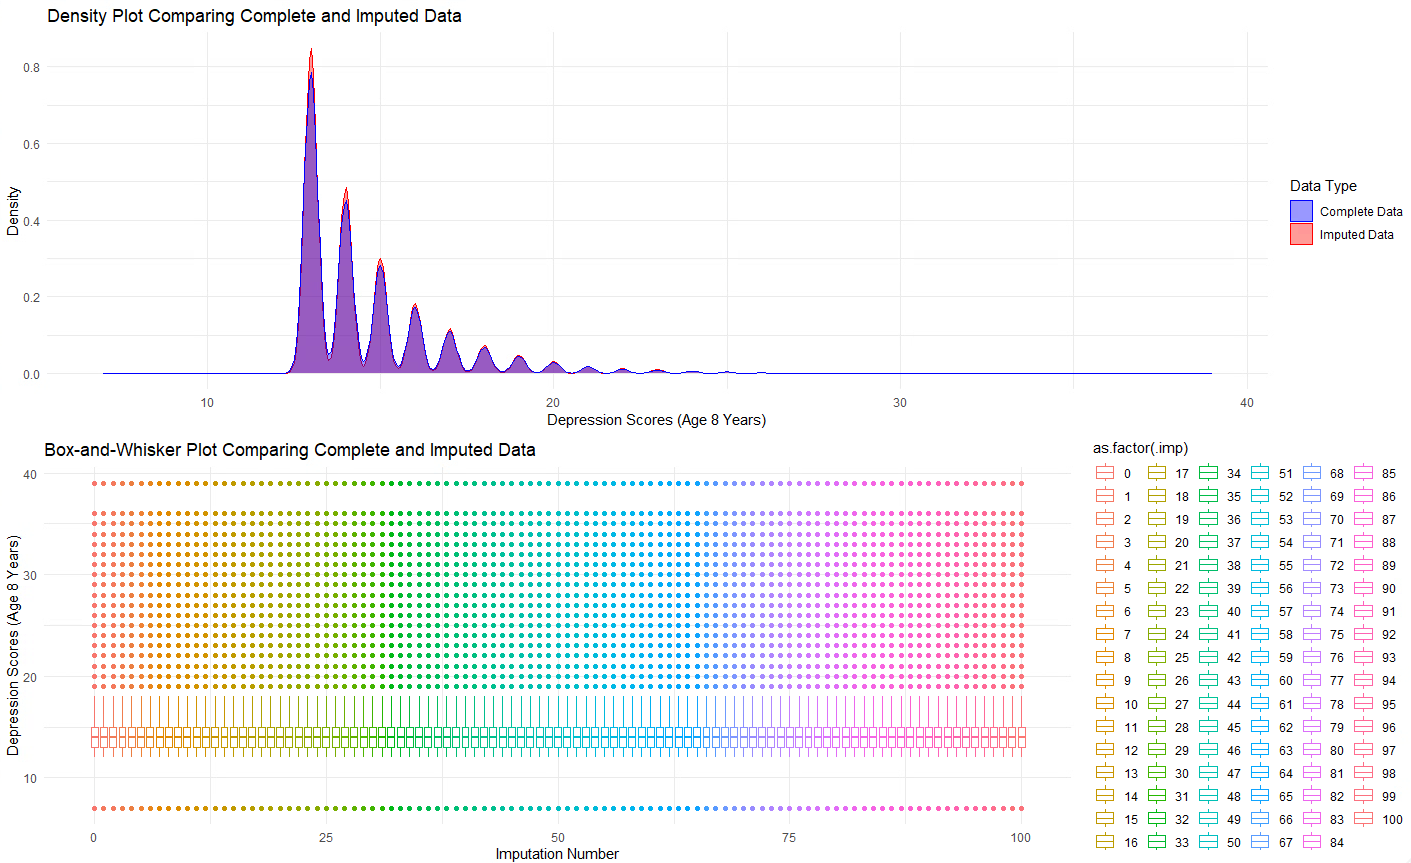 Density Plot Comparing Complete and Imputed Data
0.8
0.6
0.4
0.2
0.0
Density
10 20 30 40
Depression Scores (Age 8 Years)
Data Type
Complete Data
Imputed Data
Box-and-Whisker Plot Comparing Complete and Imputed Data
40
30
20
10
Depression Scores (Age 8 Years)
0 25 50 75 100
Imputation Number
as.factor(.imp)
0 17 34 51 68 85
1 18 35 52 69 86
2 19 36 53 70 87
3 20 37 54 71 88
4 21 38 55 72 89
5 22 39 56 73 90
6 23 40 57 74 91
7 24 41 58 75 92
8 25 42 59 76 93
9 26 43 60 77 94
10 27 44 61 78 95
11 28 45 62 79 96
12 29 46 63 80 97
13 30 47 64 81 98
14 31 48 65 82 99
15 32 49 66 83 100
16 33 50 67 84